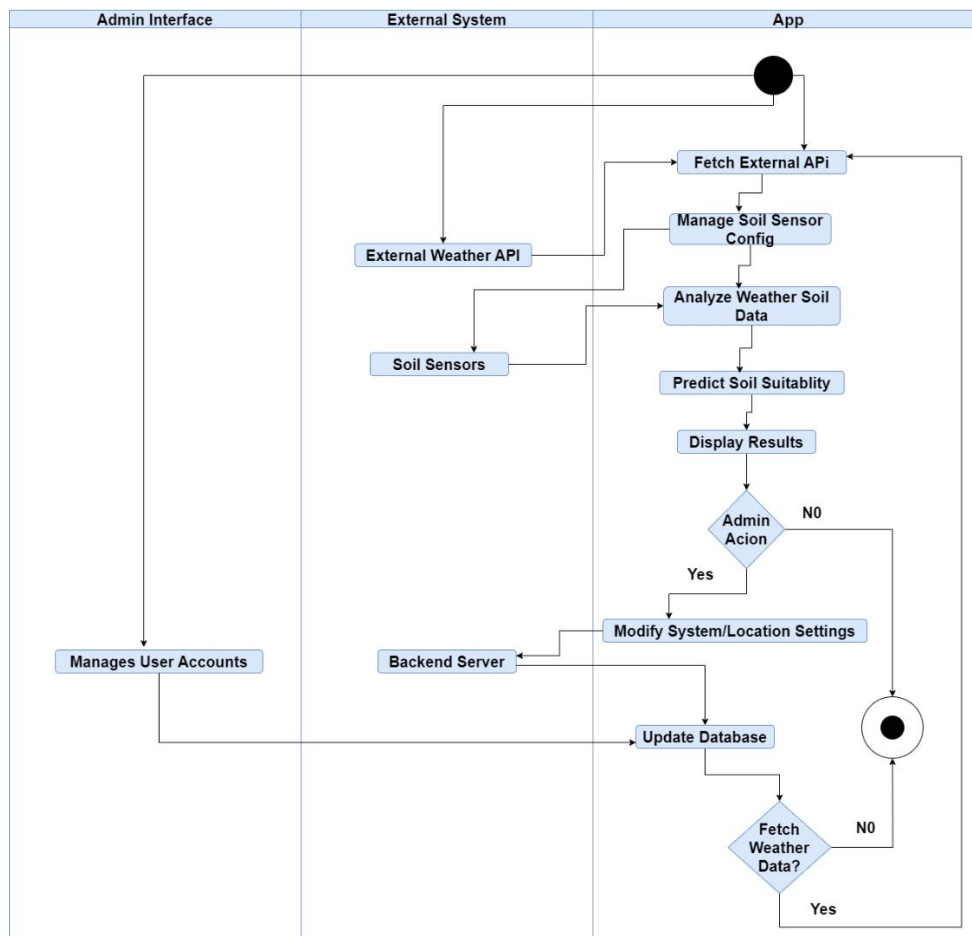 Admin Interface
External System
App
Fetch External APi
Manage Soil Sensor
Config
External Weather API
Analyze Weather Soil
Data
Soil Sensors
Predict Soil Suitablity
Display Results
Admin
Acion
N0
Yes
Modify System/Location Settings
Manages User Accounts
Backend Server
Update Database
Fetch
Weather
Data?
N0
Yes